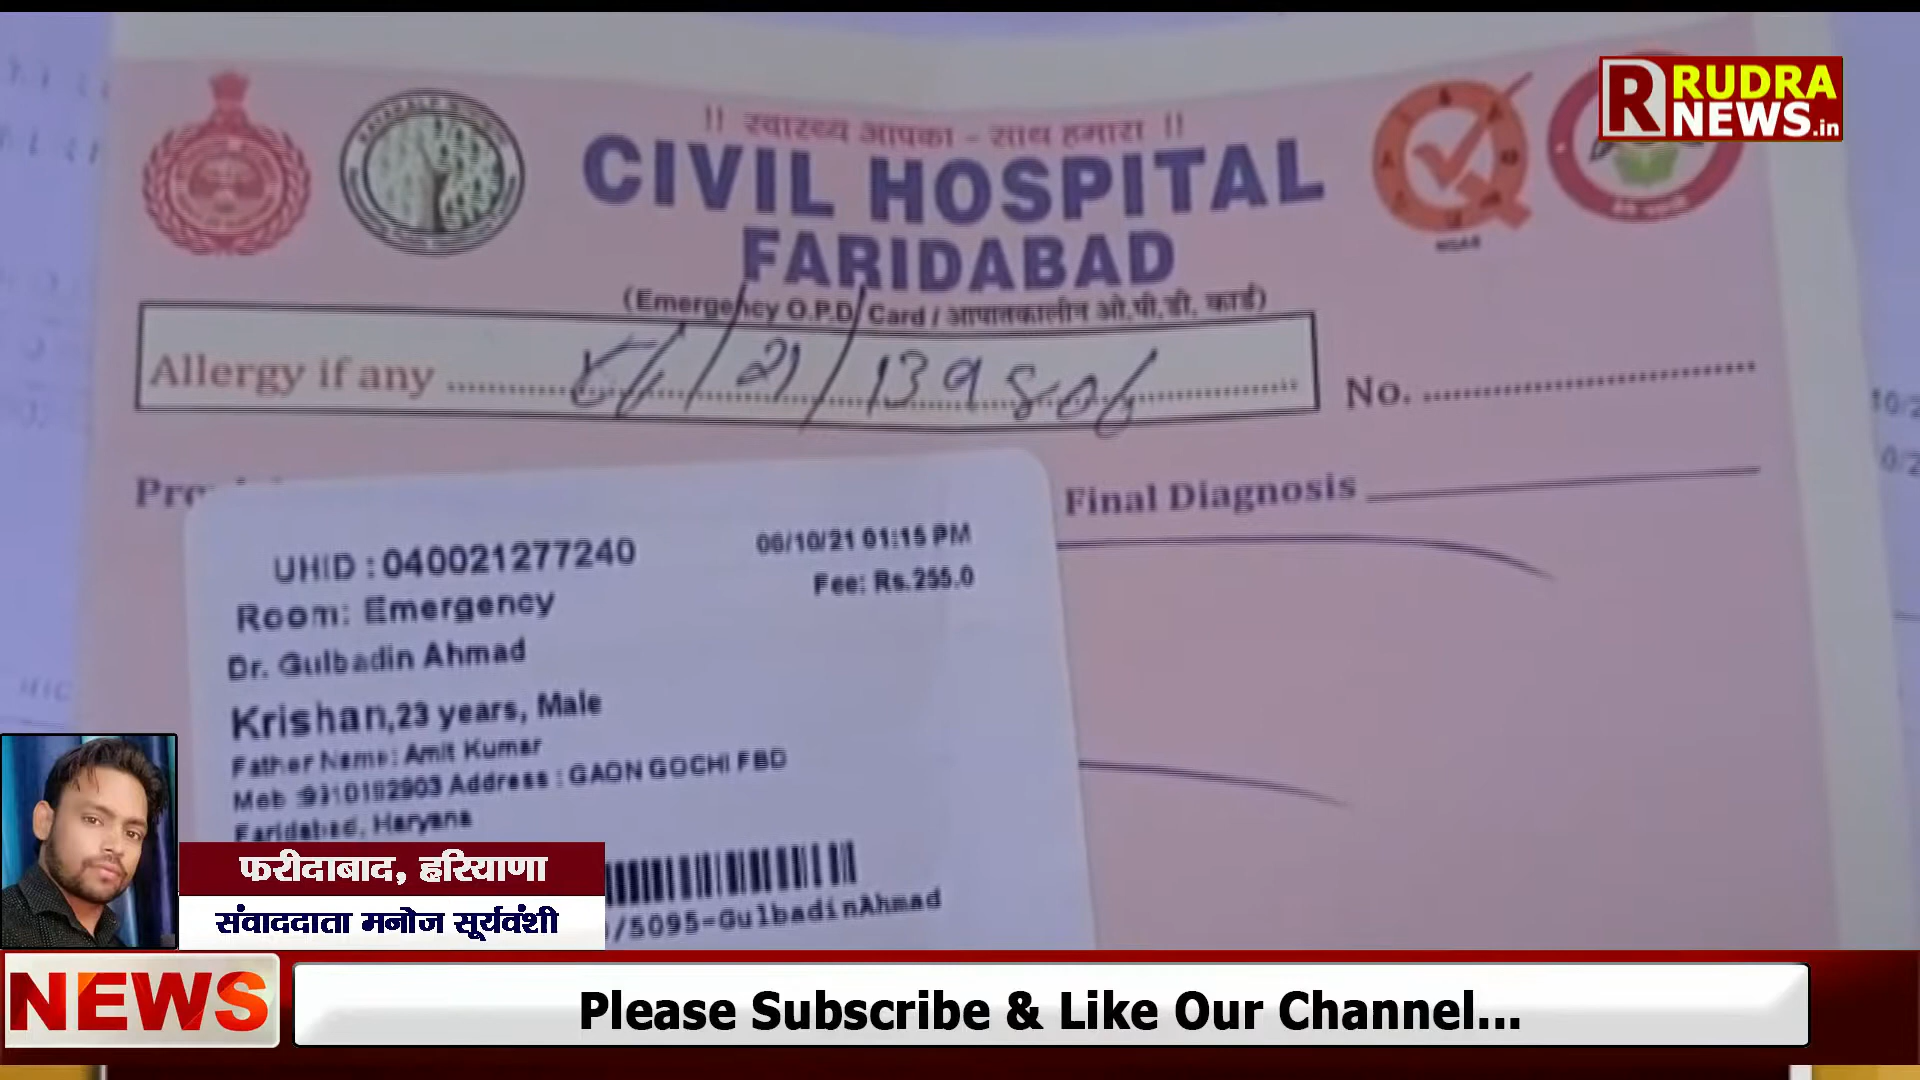 RUDRA
NEWS.in
!! स्वास्थ्य आपका - साथ हमारा !!
CIVIL HOSPITAL
FARIDABAD
(Emergency O.P.D. Card / आपातकालीन ओ.पी.डी. कार्ड)
Allergy if any
No.
Final Diagnosis
UHID : 040021277240
06/10/21 01:15 PM
Fee: Rs.255.0
Room: Emergency
Dr. Gulbadin Ahmad
Krishan,23 years, Male
Father Name: Amit Kumar
Mob :9310192903 Address : GAON GOCHI FBD
Faridabad, Haryana
/5095-GulbadinAhmad
फरीदाबाद, हरियाणा
संवाददाता मनोज सूर्यवंशी
NEWS
Please Subscribe & Like Our Channel...